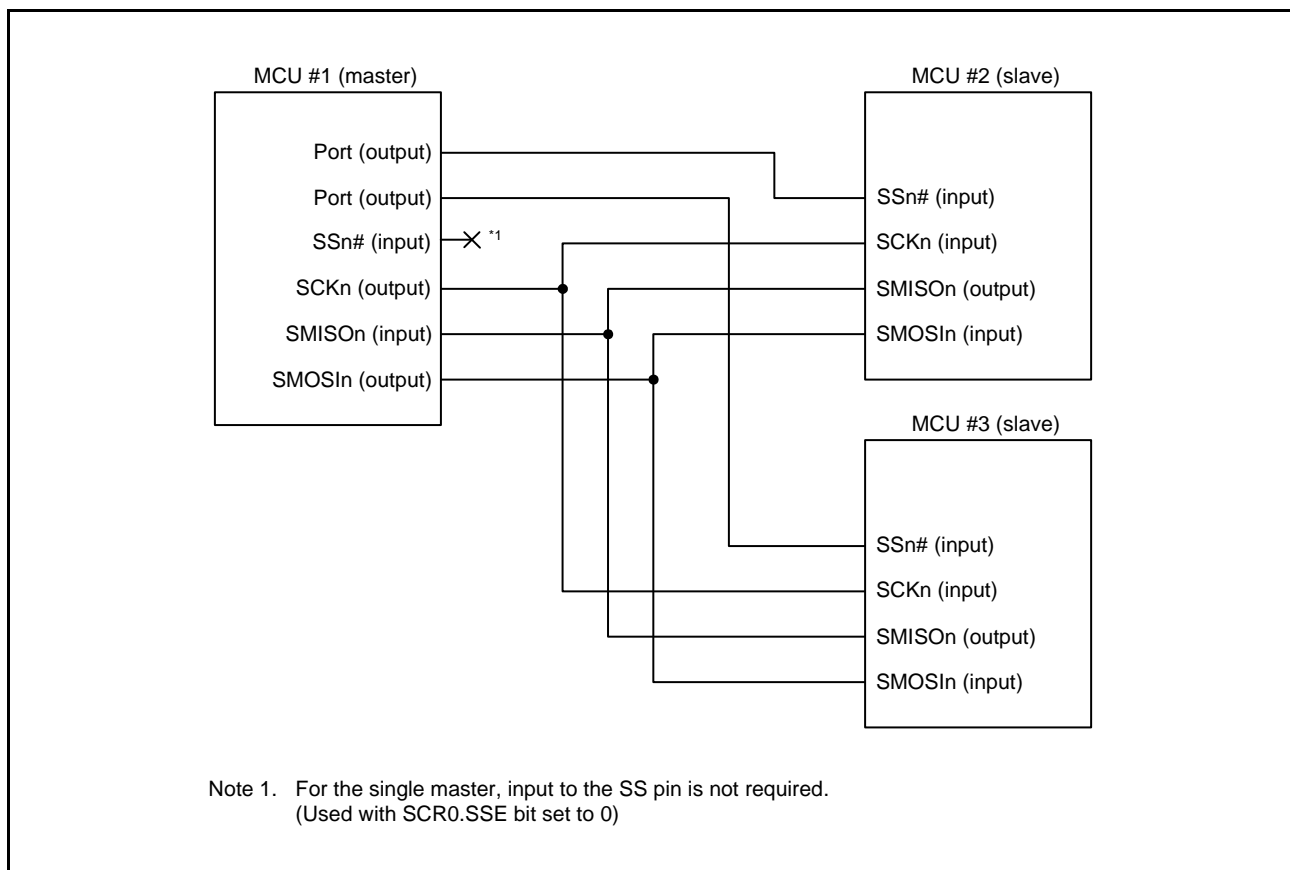 MCU #1 (master)
Port (output)
Port (output)
SSn# (input)
*1
SCKn (output)
SMISOn (input)
SMOSIn (output)
MCU #2 (slave)
SSn# (input)
SCKn (input)
SMISOn (output)
SMOSIn (input)
MCU #3 (slave)
SSn# (input)
SCKn (input)
SMISOn (output)
SMOSIn (input)
Note 1. For the single master, input to the SS pin is not required.
(Used with SCR0.SSE bit set to 0)